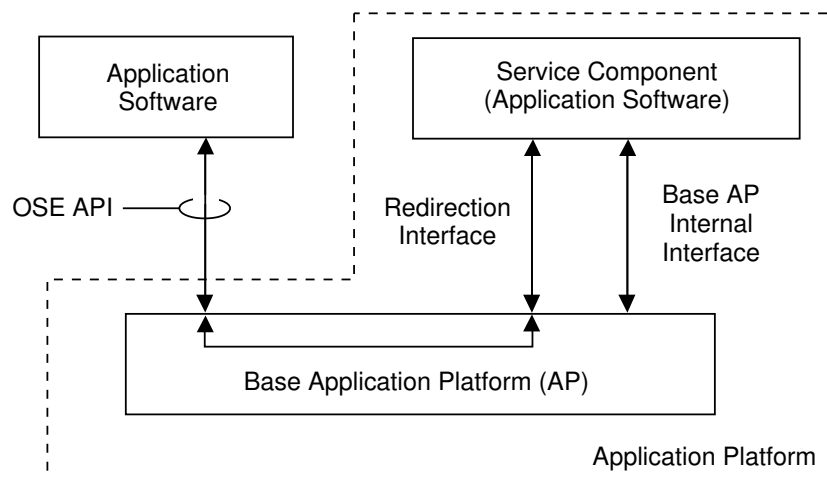 Application
Software
Service Component
(Application Software)
OSE API
Redirection
Interface
Base AP
Internal
Interface
Base Application Platform (AP)
Application Platform